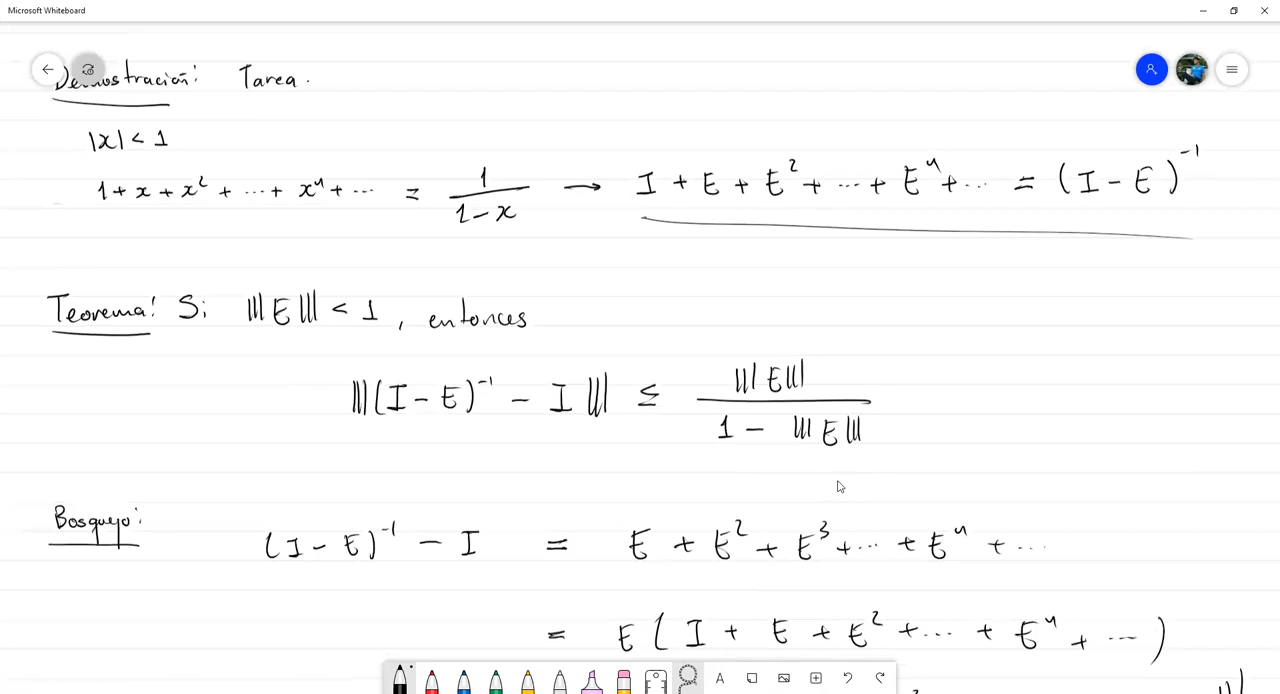 Microsoft Whiteboard
Demostración: Tarea.
|x| < 1
1 + x + x² + ... + xⁿ + ... = 1/(1 - x) → I + E + E² + ... + Eⁿ + ... = (I - E)⁻¹
Teorema: Si |||E||| < 1, entonces
|||(I - E)⁻¹ - I||| ≤ |||E|||/(1 - |||E|||)
Bosquejo: (I - E)⁻¹ - I = E + E² + E³ + ... + Eⁿ + ...
= E(I + E + E² + ... + Eⁿ + ...)
A